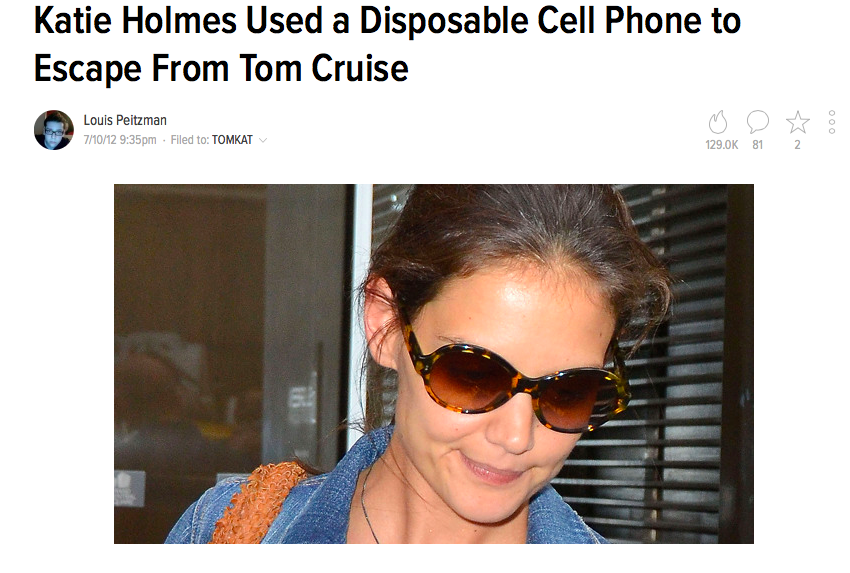 Katie Holmes Used a Disposable Cell Phone to
Escape From Tom Cruise
Louis Peitzman
7/10/12 9:35pm · Filed to: TOMKAT
129.0K 81 2